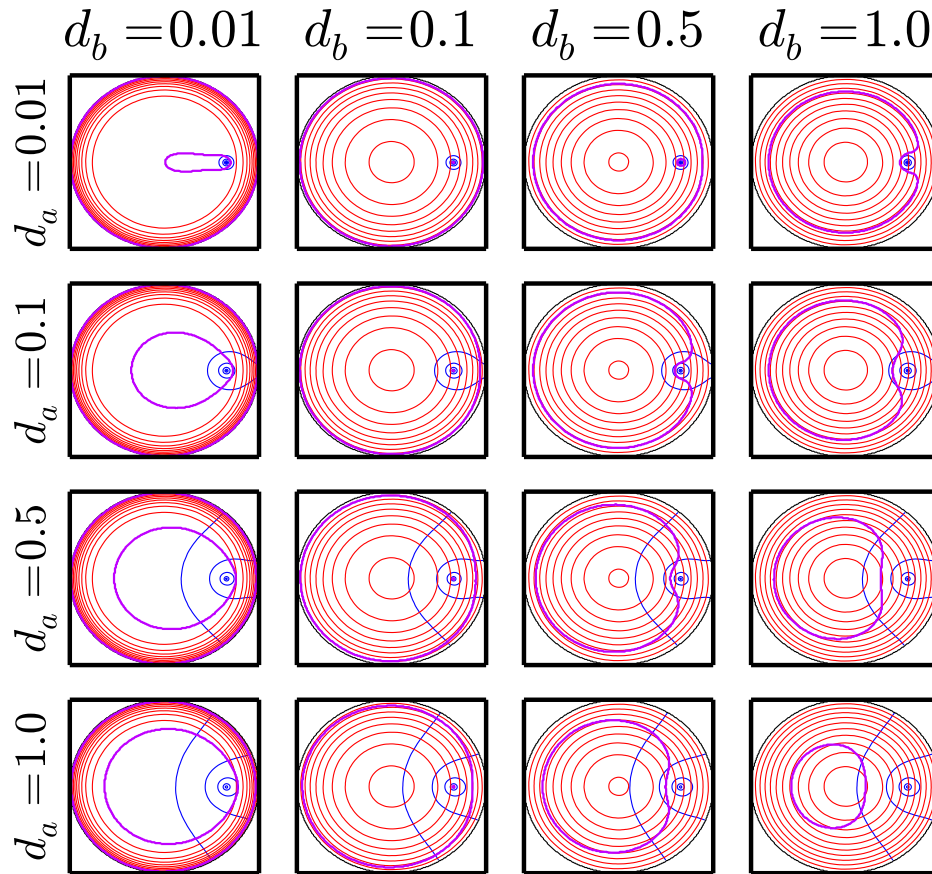 d_b = 0.01 d_b = 0.1 d_b = 0.5 d_b = 1.0
d_a = 0.01
d_a = 0.1
d_a = 0.5
d_a = 1.0